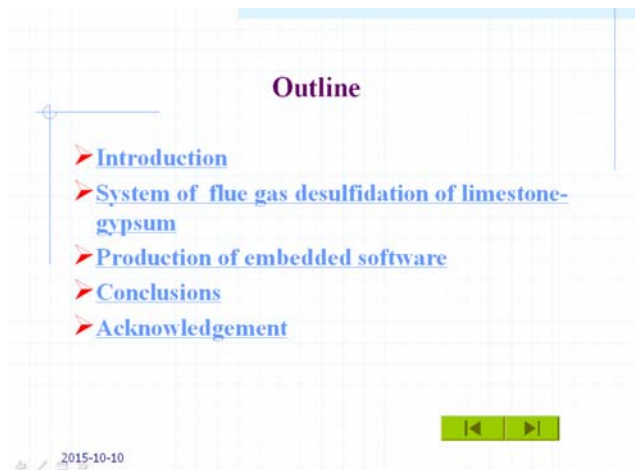 Outline
Introduction
System of flue gas desulfidation of limestone-
gypsum
Production of embedded software
Conclusions
Acknowledgement
2015-10-10